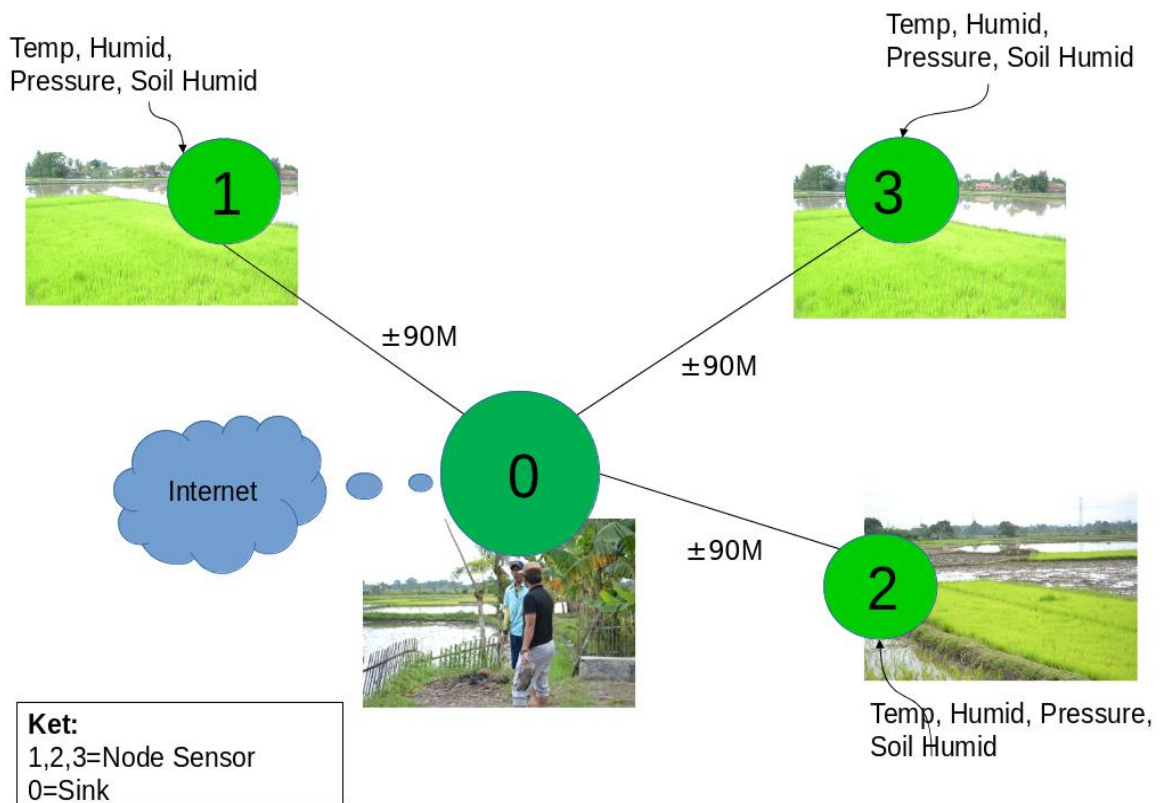 Temp, Humid,
Pressure, Soil Humid
Temp, Humid,
Pressure, Soil Humid
1
3
±90M
±90M
Internet
0
±90M
2
Temp, Humid, Pressure,
Soil Humid
Ket:
1,2,3=Node Sensor
0=Sink